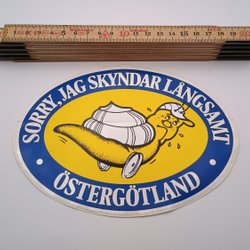 SORRY, JAG SKYNDAR LÅNGSAMT
• ÖSTERGÖTLAND •